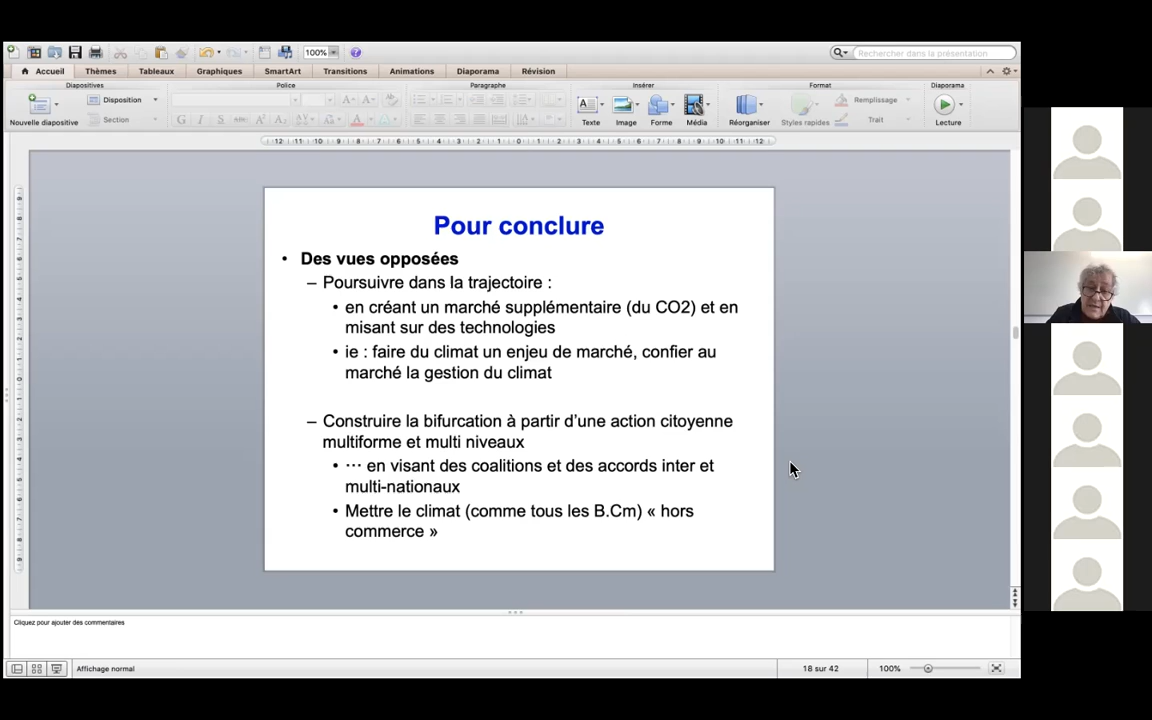 100%
Rechercher dans la présentation
Accueil
Thèmes
Tableaux
Graphiques
SmartArt
Transitions
Animations
Diaporama
Révision
Diapositives
Police
Paragraphe
Insérer
Format
Diaporama
Nouvelle diapositive
Disposition
Section
Texte
Image
Forme
Média
Réorganiser
Styles rapides
Remplissage
Trait
Lecture
Pour conclure
• Des vues opposées
– Poursuivre dans la trajectoire :
• en créant un marché supplémentaire (du CO2) et en
misant sur des technologies
• ie : faire du climat un enjeu de marché, confier au
marché la gestion du climat
– Construire la bifurcation à partir d’une action citoyenne
multiforme et multi niveaux
• … en visant des coalitions et des accords inter et
multi-nationaux
• Mettre le climat (comme tous les B.Cm) « hors
commerce »
Cliquez pour ajouter des commentaires
Affichage normal
18 sur 42
100%